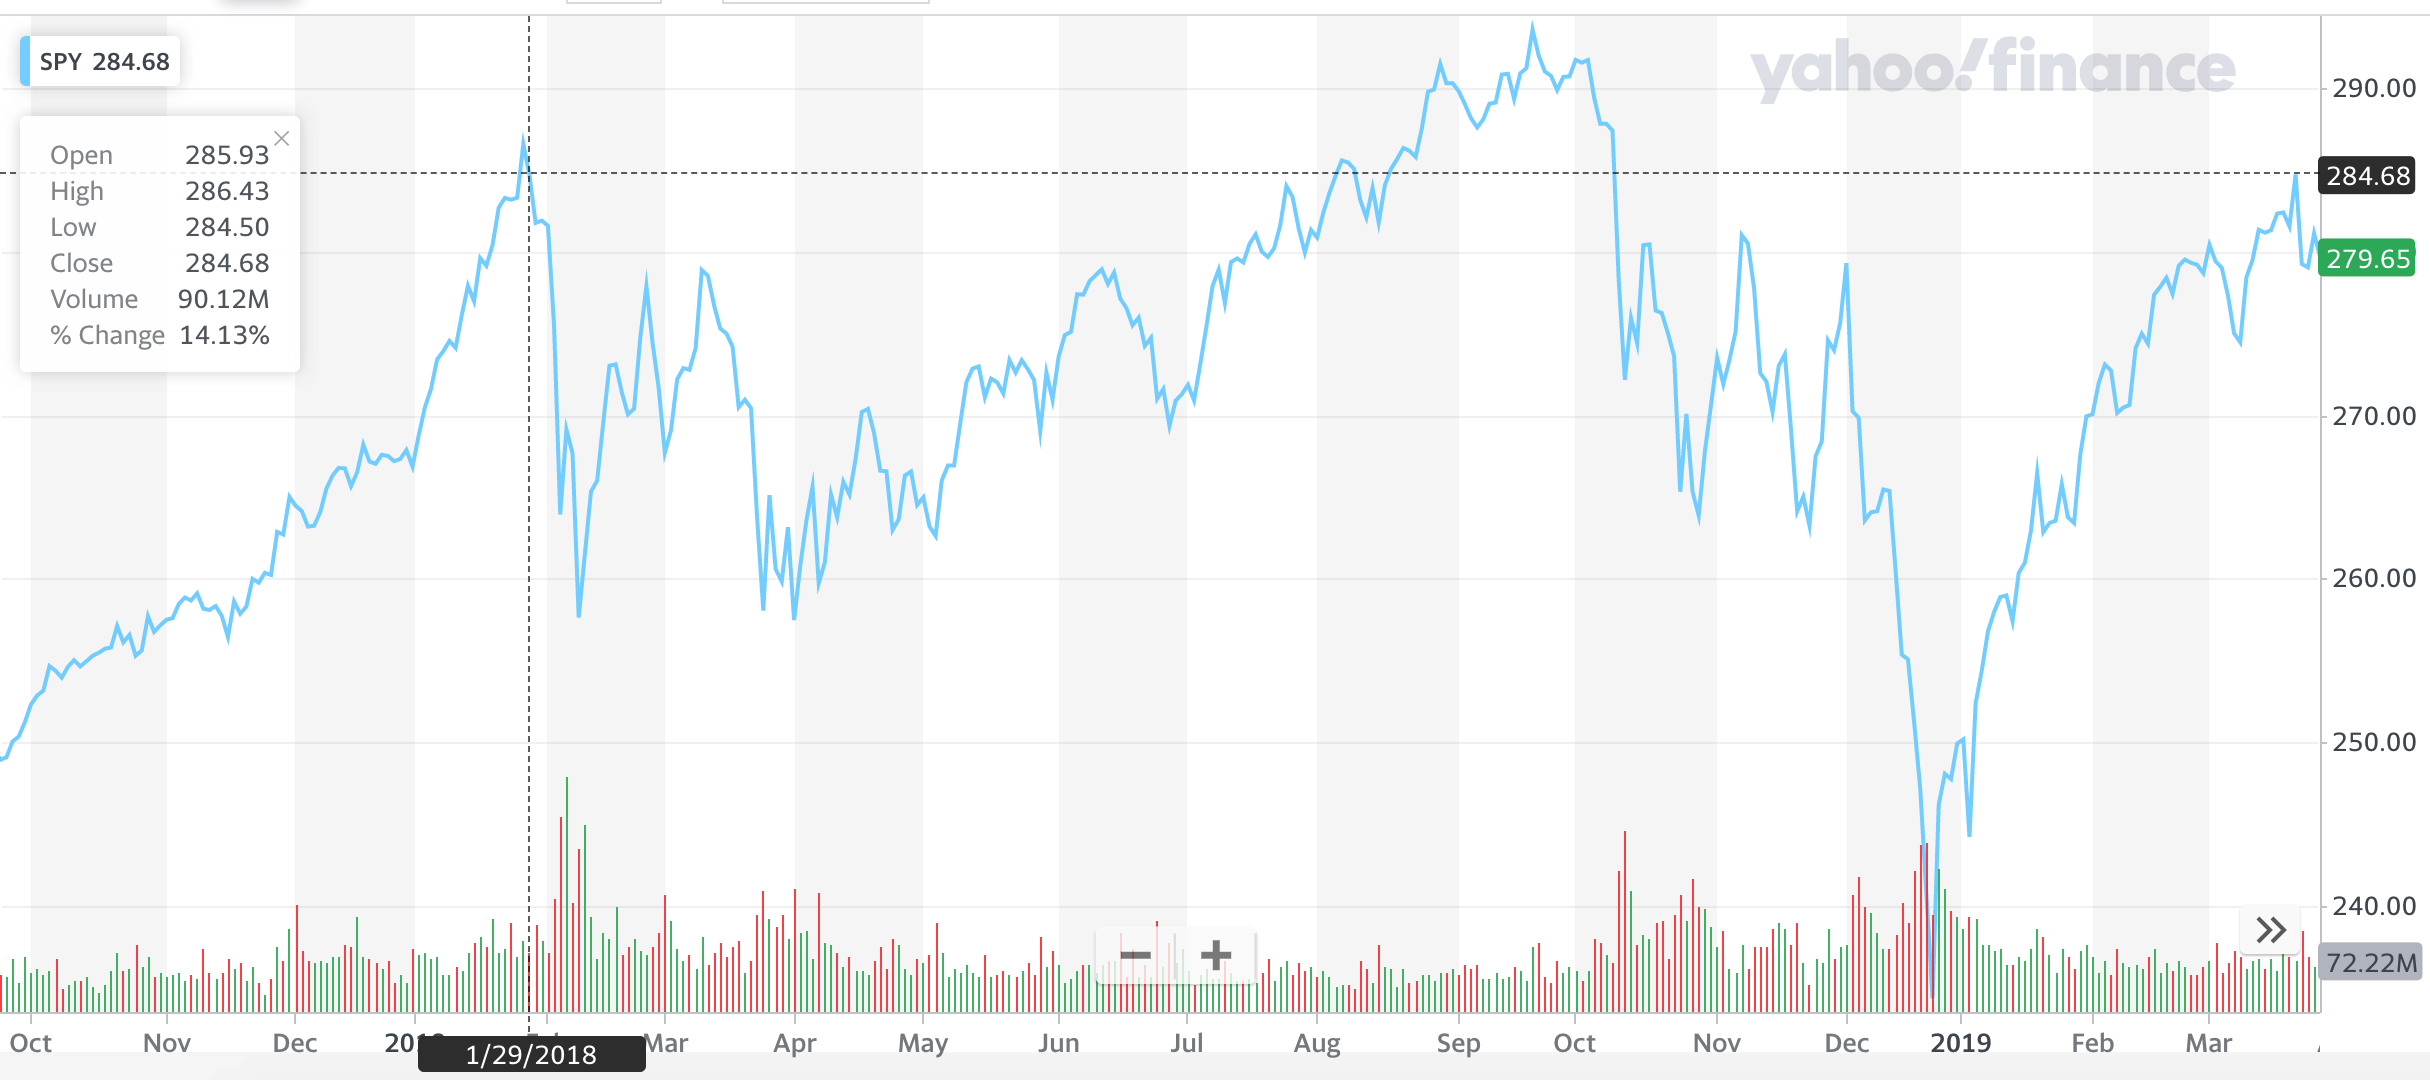 SPY 284.68
yahoo!finance
Open 285.93
High 286.43
Low 284.50
Close 284.68
Volume 90.12M
% Change 14.13%
290.00
284.68
279.65
270.00
260.00
250.00
240.00
72.22M
Oct Nov Dec Mar Apr May Jun Jul Aug Sep Oct Nov Dec 2019 Feb Mar
1/29/2018